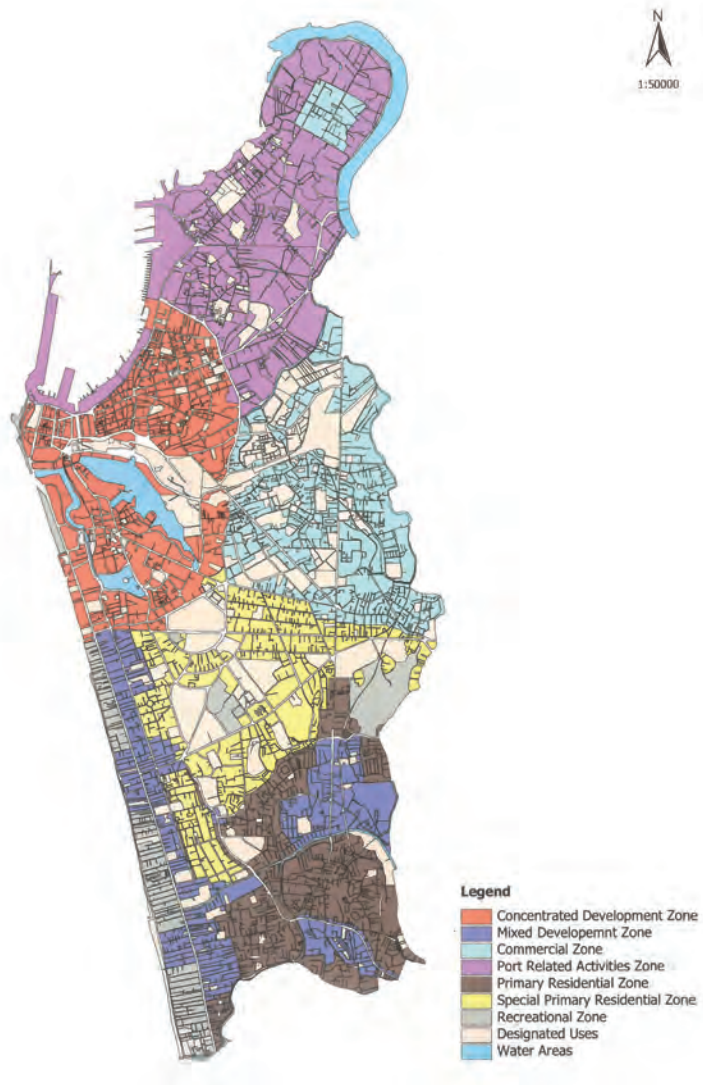 N
1:50000
Legend
Concentrated Development Zone
Mixed Developemnt Zone
Commercial Zone
Port Related Activities Zone
Primary Residential Zone
Special Primary Residential Zone
Recreational Zone
Designated Uses
Water Areas